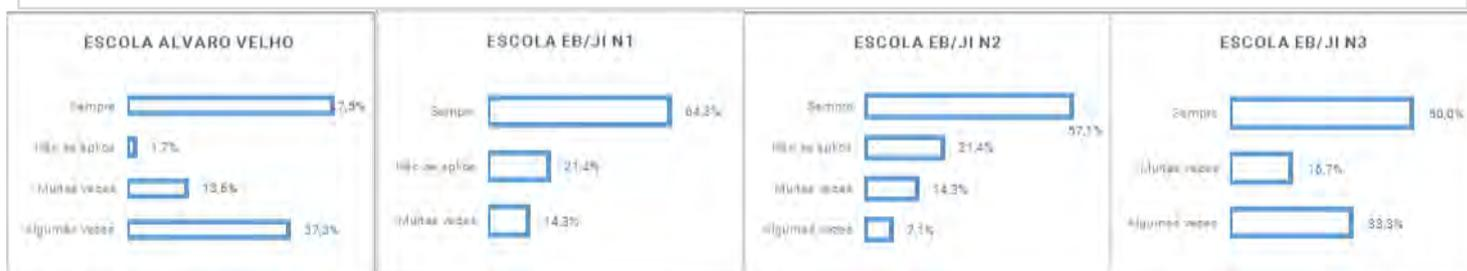 ESCOLA ALVARO VELHO
Sempre
Não se aplica 1,7%
Muitas vezes 13,6%
Algumas vezes 37,3%
ESCOLA EB/JI N1
Sempre 64,3%
Não se aplica 21,4%
Muitas vezes 14,3%
ESCOLA EB/JI N2
Sempre 57,1%
Não se aplica 21,4%
Muitas vezes 14,3%
Algumas vezes 7,1%
ESCOLA EB/JI N3
Sempre 50,0%
Muitas vezes 16,7%
Algumas vezes 33,3%